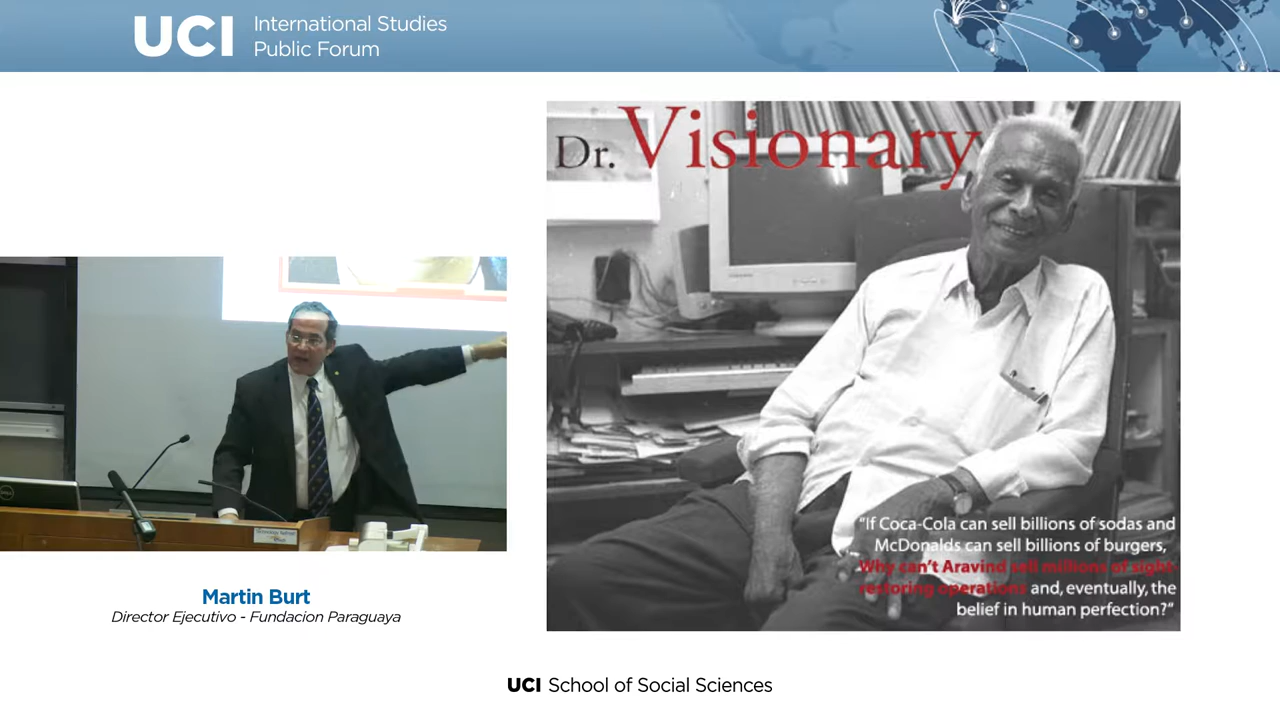 UCI
International Studies
Public Forum
Dr. Visionary
"If Coca-Cola can sell billions of sodas and
McDonalds can sell billions of burgers,
Why can't Aravind sell millions of sight-
restoring operations and, eventually, the
belief in human perfection?"
Martin Burt
Director Ejecutivo - Fundacion Paraguaya
UCI School of Social Sciences